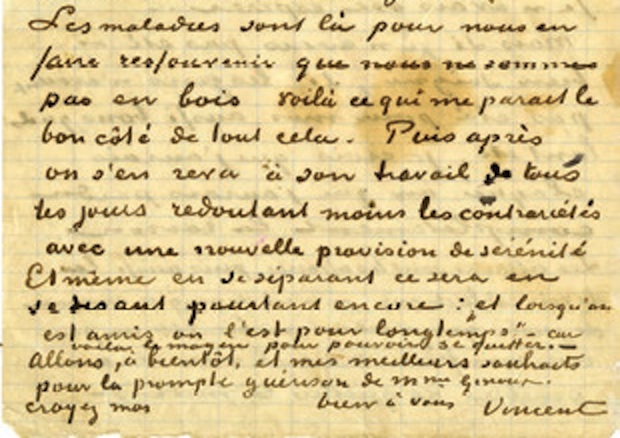 Les maladies sont là pour nous en
faire ressouvenir que nous ne sommes
pas en bois voilà ce qui me parait le
bon côté de tout cela. Puis après
on s'en reva à son travail de tous
les jours redoutant moins les contrariétés
avec une nouvelle provision de sérénité
Et même en se séparant ce sera en
se disant pourtant encore : "et lorsqu'on
est amis on l'est pour longtemps" – car
voilà le moyen pour pouvoir se quitter. –
Allons, à bientôt, et mes meilleurs souhaits
pour la prompte guérison de mme Ginoux.
croyez moi bien à vous Vincent